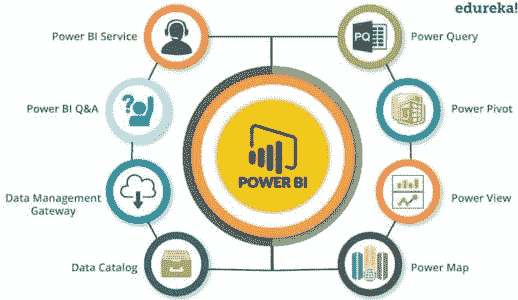 edureka!
Power BI Service
PQ
Power Query
Power BI Q&A
?
POWER BI
Power Pivot
Data Management
Gateway
Power View
Data Catalog
Power Map